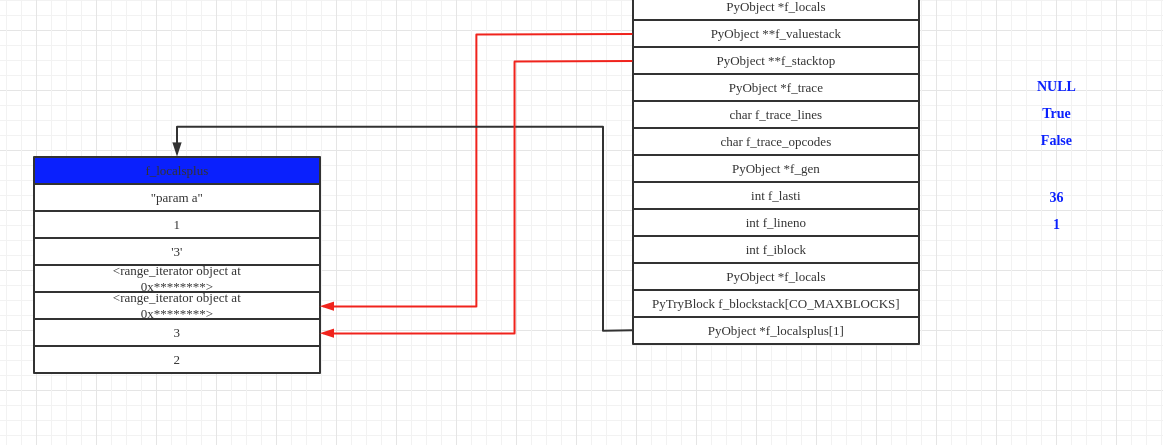 PyObject *f_locals
PyObject **f_valuestack
PyObject **f_stacktop
PyObject *f_trace
NULL
char f_trace_lines
True
char f_trace_opcodes
False
f_localsplus
PyObject *f_gen
"param a"
int f_lasti
36
1
int f_lineno
1
'3'
int f_iblock
<range_iterator object at
0x********>
PyObject *f_locals
<range_iterator object at
0x********>
PyTryBlock f_blockstack[CO_MAXBLOCKS]
3
PyObject *f_localsplus[1]
2